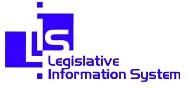 LIS
Legislative
Information System